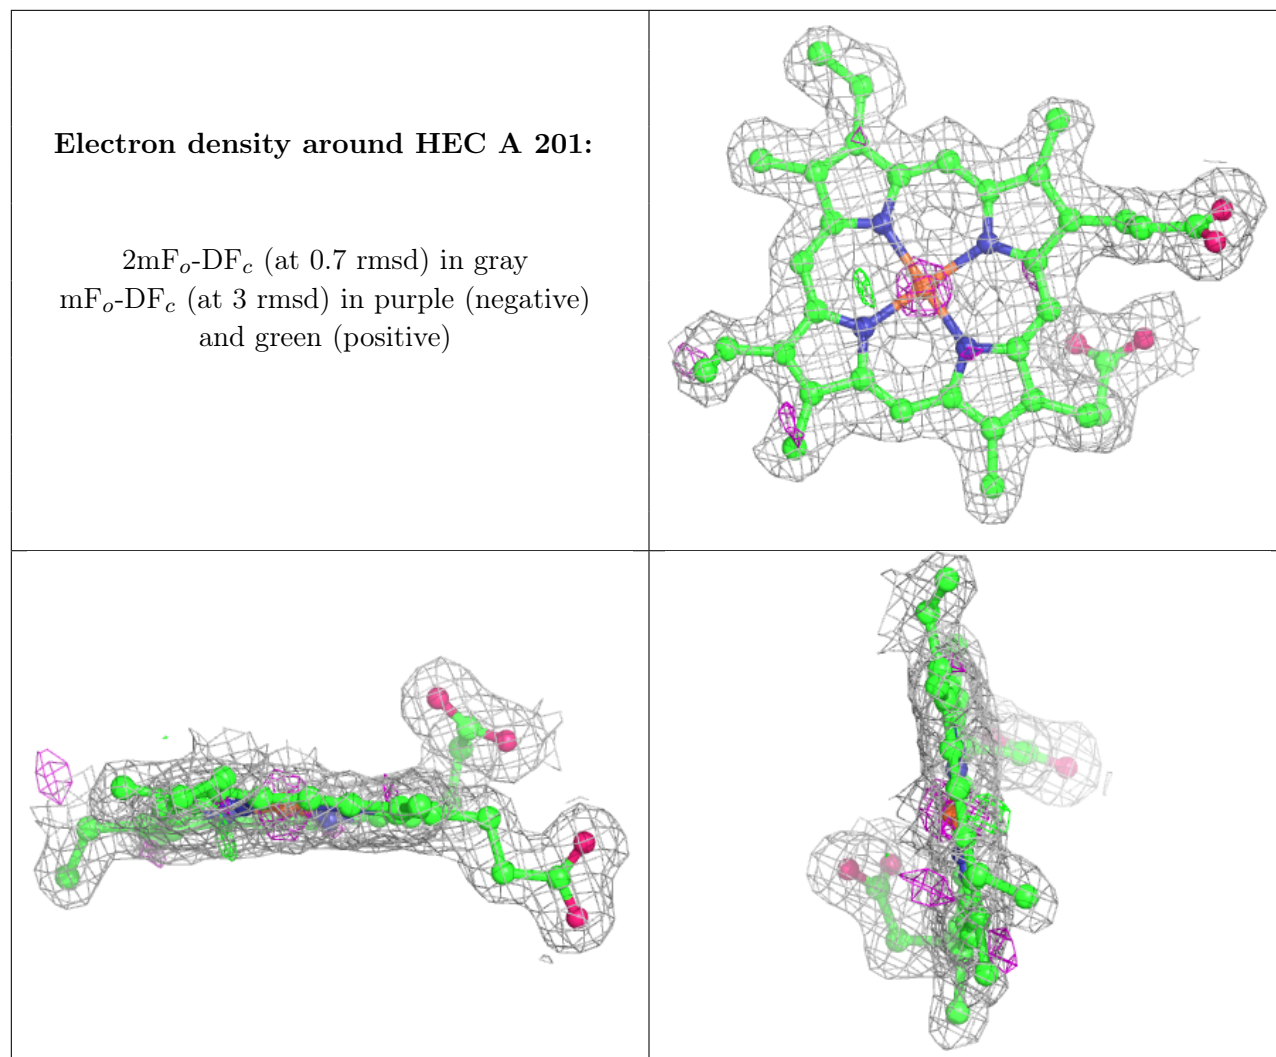 Electron density around HEC A 201:
2mFₒ-DF𝒸 (at 0.7 rmsd) in gray
mFₒ-DF𝒸 (at 3 rmsd) in purple (negative)
and green (positive)